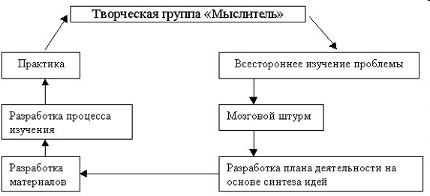 Творческая группа «Мыслитель»
Практика
Всестороннее изучение проблемы
Разработка процесса
изучения
Мозговой штурм
Разработка
материалов
Разработка плана деятельности на
основе синтеза идей